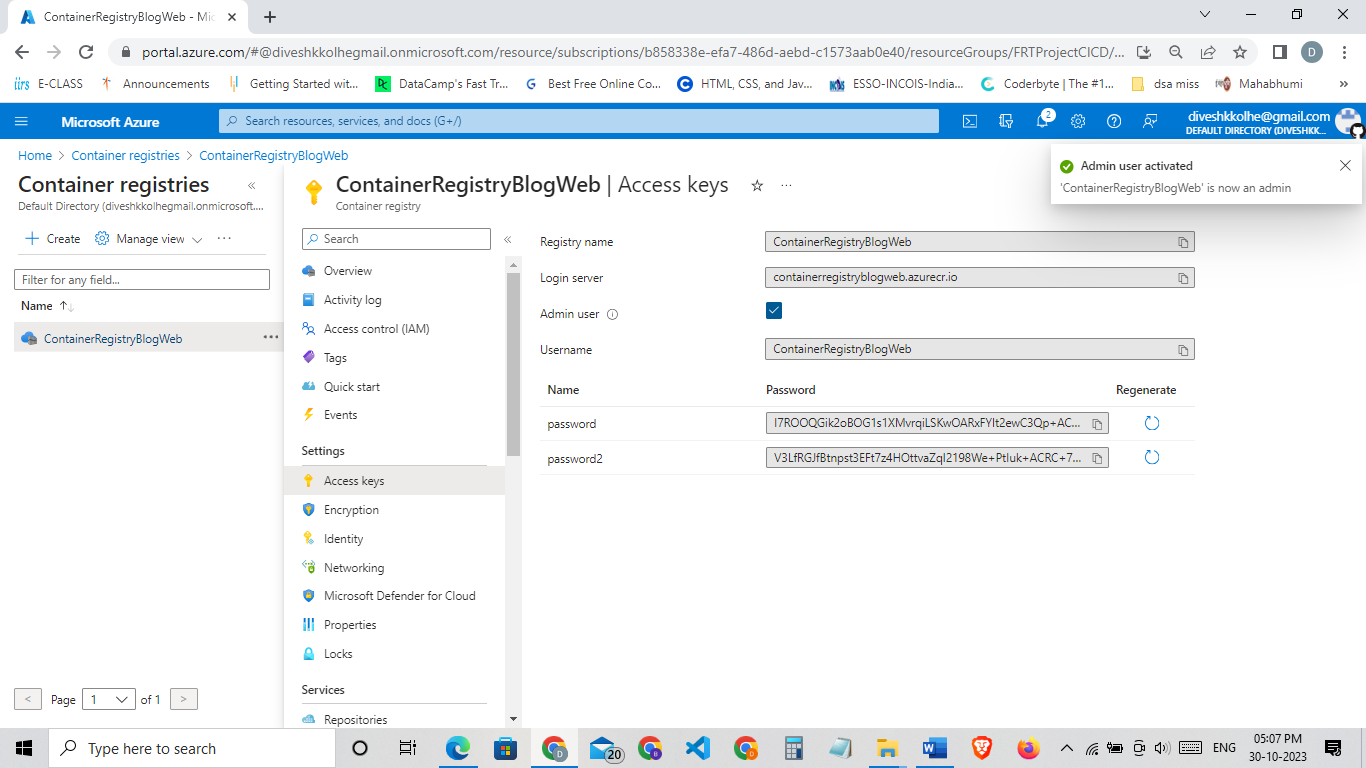 ContainerRegistryBlogWeb - Mic
portal.azure.com/#@diveshkkolhegmail.onmicrosoft.com/resource/subscriptions/b858338e-efa7-486d-aebd-c1573aab0e40/resourceGroups/FRTProjectCICD/...
D
E-CLASS Announcements Getting Started wit... DataCamp's Fast Tr... Best Free Online Co... HTML, CSS, and Jav... ESSO-INCOIS-India... Coderbyte | The #1... dsa miss Mahabhumi
Microsoft Azure
Search resources, services, and docs (G+/)
2
diveshkkolhe@gmail.com
DEFAULT DIRECTORY (DIVESHKK...
Home > Container registries > ContainerRegistryBlogWeb
Admin user activated
'ContainerRegistryBlogWeb' is now an admin
Container registries
Default Directory (diveshkkolhegmail.onmicrosoft....
+ Create Manage view ...
Filter for any field...
Name
ContainerRegistryBlogWeb
< Page 1 of 1 >
ContainerRegistryBlogWeb | Access keys
Container registry
Search
Overview
Activity log
Access control (IAM)
Tags
Quick start
Events
Settings
Access keys
Encryption
Identity
Networking
Microsoft Defender for Cloud
Properties
Locks
Services
Repositories
Registry name ContainerRegistryBlogWeb
Login server containerregistryblogweb.azurecr.io
Admin user
Username ContainerRegistryBlogWeb
Name Password Regenerate
password
password2
Type here to search
20
ENG
05:07 PM
30-10-2023